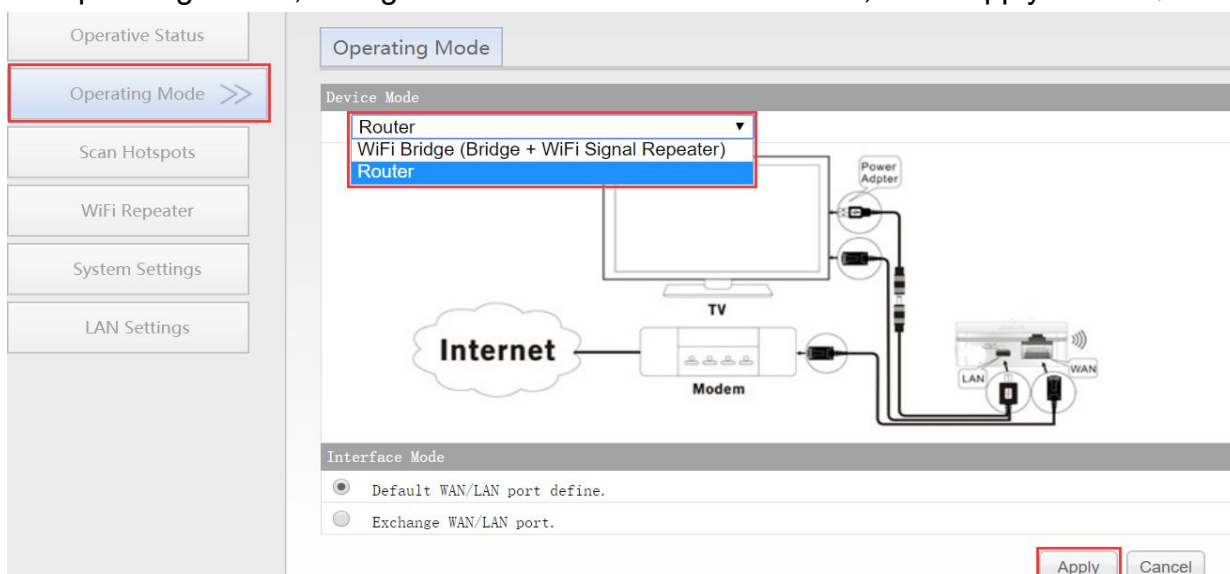 Operative Status
Operating Mode
Operating Mode
Device Mode
Router
WiFi Bridge (Bridge + WiFi Signal Repeater)
Router
Scan Hotspots
WiFi Repeater
System Settings
LAN Settings
Power
Adpter
TV
Internet
Modem
LAN
WAN
Interface Mode
Default WAN/LAN port define.
Exchange WAN/LAN port.
Apply
Cancel